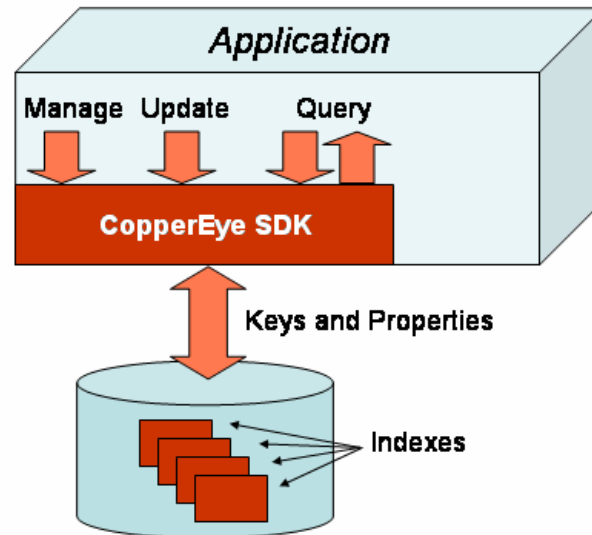 Application
Manage Update Query
CopperEye SDK
Keys and Properties
Indexes